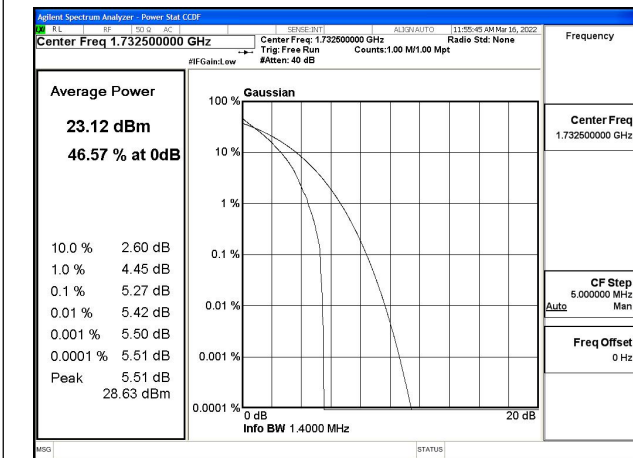 Agilent Spectrum Analyzer - Power Stat CCDF
RL RF 50 Ω AC SENSE:INT ALIGNAUTO 11:55:45 AM Mar 16, 2022
Center Freq 1.732500000 GHz
Center Freq: 1.732500000 GHz Radio Std: None
Trig: Free Run Counts:1.00 M/1.00 Mpt
#IFGain:Low #Atten: 40 dB
Frequency
Center Freq
1.732500000 GHz
CF Step
5.000000 MHz
Auto Man
Freq Offset
0 Hz
Average Power
23.12 dBm
46.57 % at 0dB
10.0 % 2.60 dB
1.0 % 4.45 dB
0.1 % 5.27 dB
0.01 % 5.42 dB
0.001 % 5.50 dB
0.0001 % 5.51 dB
Peak 5.51 dB
28.63 dBm
Gaussian
100 %
10 %
1 %
0.1 %
0.01 %
0.001 %
0.0001 %
0 dB 20 dB
Info BW 1.4000 MHz
MSG STATUS